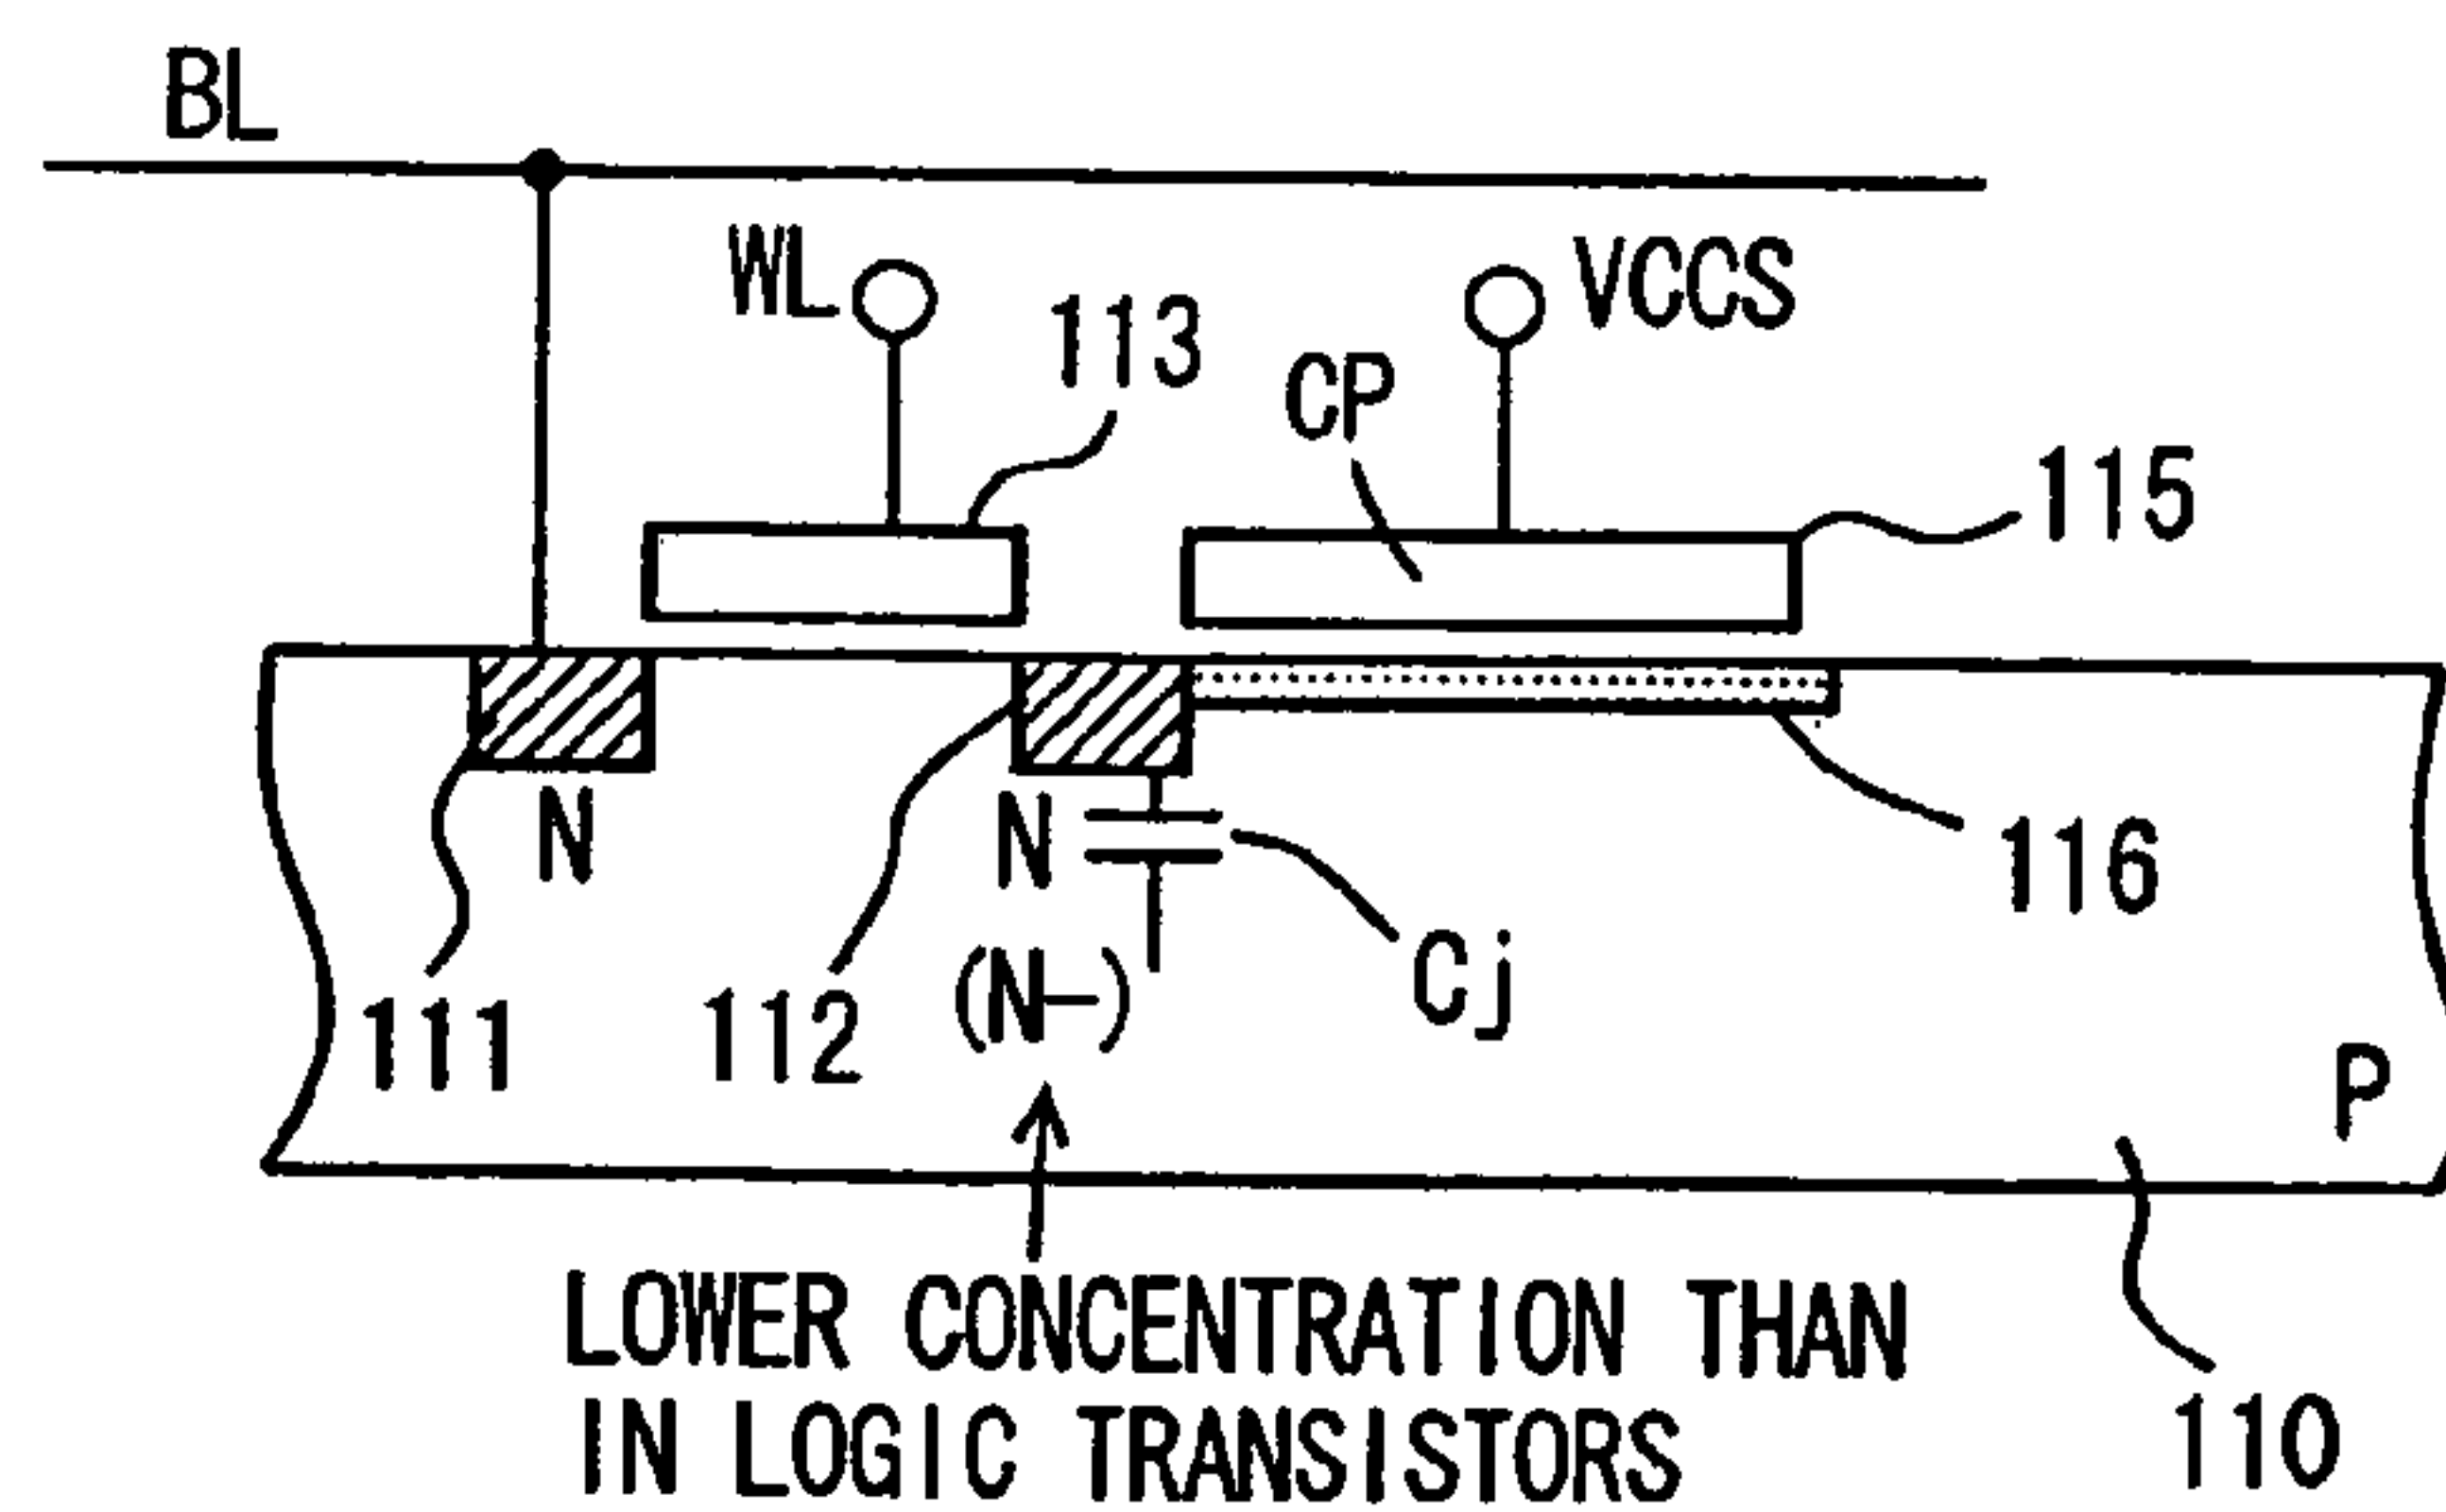 BL
WL
VCCS
113
CP
115
N
N
116
Cj
111
112
(N-)
P
LOWER CONCENTRATION THAN
IN LOGIC TRANSISTORS
110